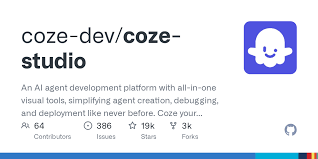 coze-dev/coze-
studio
An AI agent development platform with all-in-one
visual tools, simplifying agent creation, debugging,
and deployment like never before. Coze your...
64
Contributors
386
Issues
19k
Stars
3k
Forks